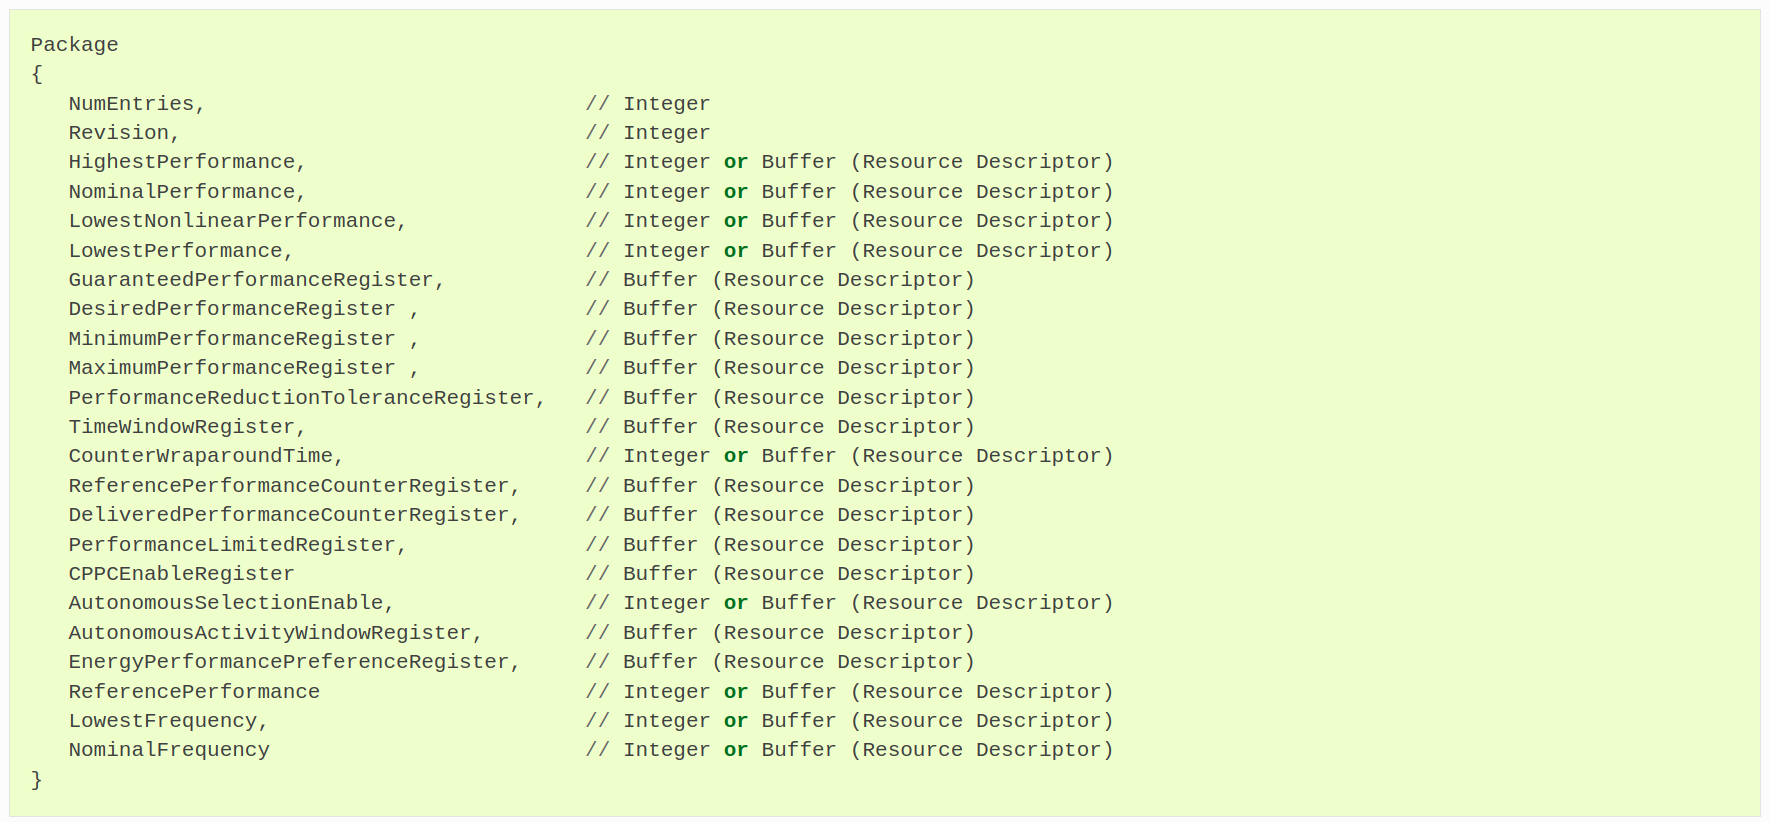 Package
{
   NumEntries,                              // Integer
   Revision,                                // Integer
   HighestPerformance,                      // Integer or Buffer (Resource Descriptor)
   NominalPerformance,                      // Integer or Buffer (Resource Descriptor)
   LowestNonlinearPerformance,              // Integer or Buffer (Resource Descriptor)
   LowestPerformance,                       // Integer or Buffer (Resource Descriptor)
   GuaranteedPerformanceRegister,           // Buffer (Resource Descriptor)
   DesiredPerformanceRegister ,             // Buffer (Resource Descriptor)
   MinimumPerformanceRegister ,             // Buffer (Resource Descriptor)
   MaximumPerformanceRegister ,             // Buffer (Resource Descriptor)
   PerformanceReductionToleranceRegister,   // Buffer (Resource Descriptor)
   TimeWindowRegister,                      // Buffer (Resource Descriptor)
   CounterWraparoundTime,                   // Integer or Buffer (Resource Descriptor)
   ReferencePerformanceCounterRegister,     // Buffer (Resource Descriptor)
   DeliveredPerformanceCounterRegister,     // Buffer (Resource Descriptor)
   PerformanceLimitedRegister,              // Buffer (Resource Descriptor)
   CPPCEnableRegister                       // Buffer (Resource Descriptor)
   AutonomousSelectionEnable,               // Integer or Buffer (Resource Descriptor)
   AutonomousActivityWindowRegister,        // Buffer (Resource Descriptor)
   EnergyPerformancePreferenceRegister,     // Buffer (Resource Descriptor)
   ReferencePerformance                     // Integer or Buffer (Resource Descriptor)
   LowestFrequency,                         // Integer or Buffer (Resource Descriptor)
   NominalFrequency                         // Integer or Buffer (Resource Descriptor)
}